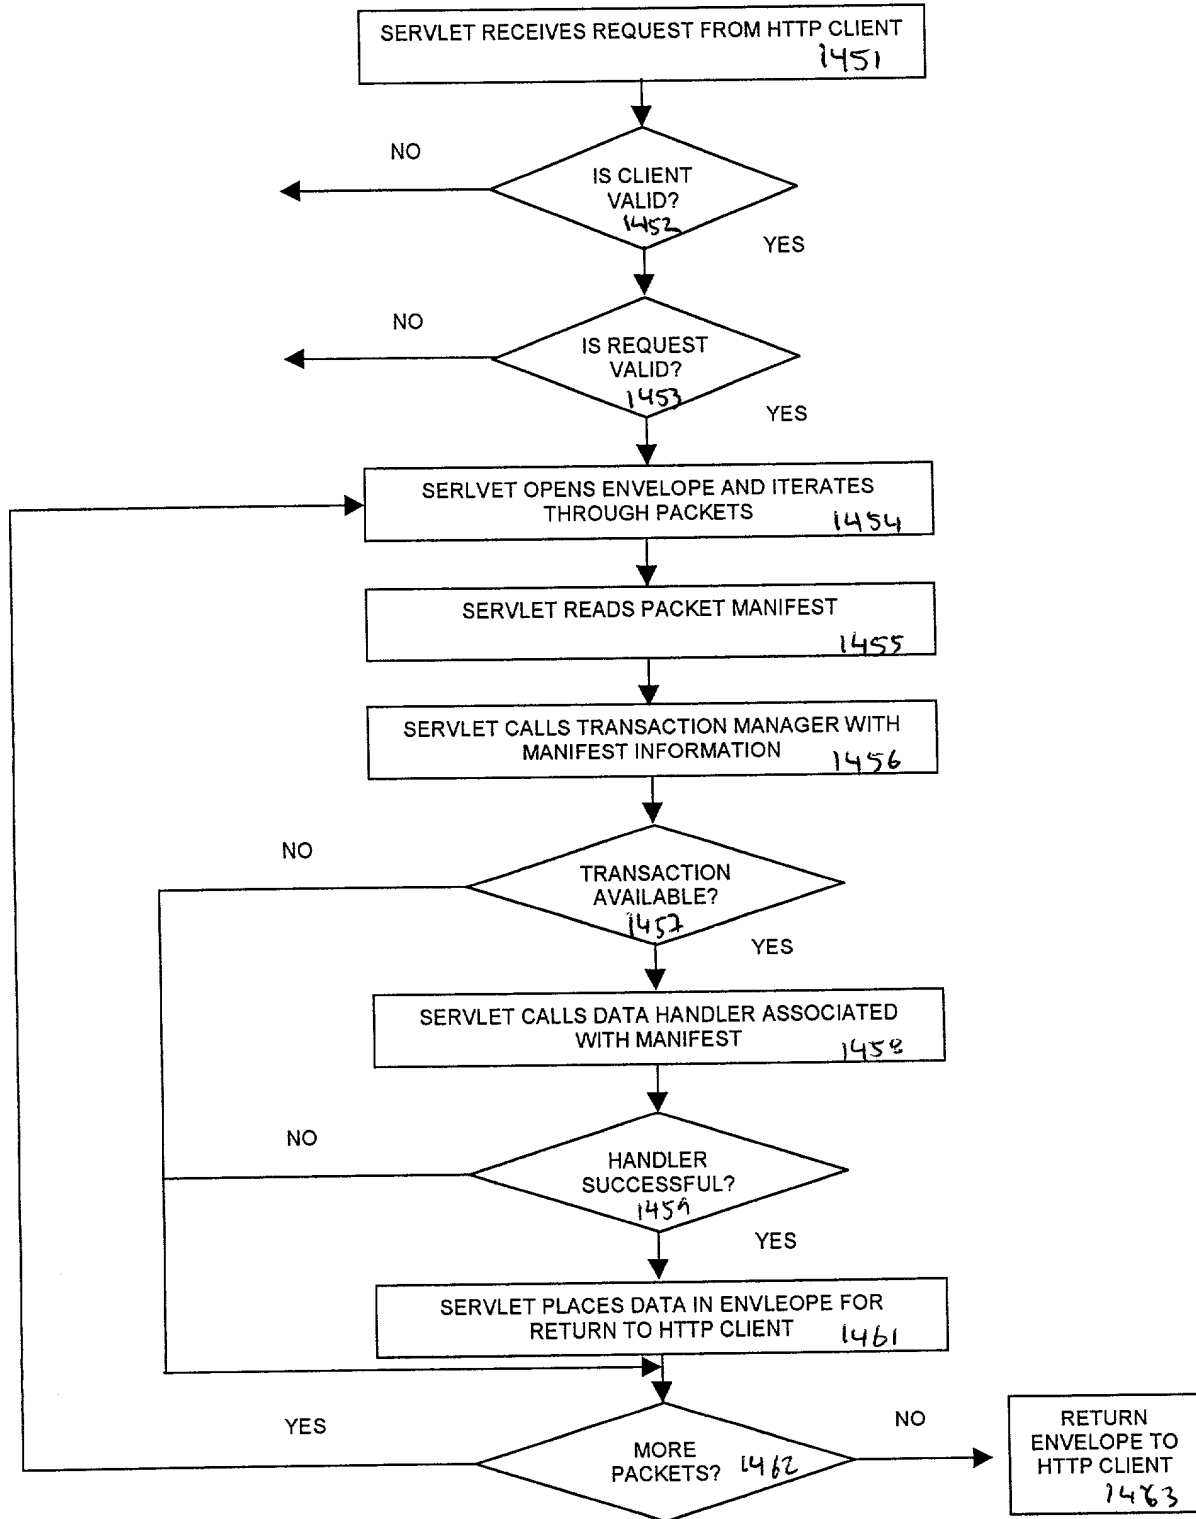 SERVLET RECEIVES REQUEST FROM HTTP CLIENT
1451
NO
IS CLIENT
VALID?
1452
YES
NO
IS REQUEST
VALID?
1453
YES
SERLVET OPENS ENVELOPE AND ITERATES
THROUGH PACKETS 1454
SERVLET READS PACKET MANIFEST
1455
SERVLET CALLS TRANSACTION MANAGER WITH
MANIFEST INFORMATION 1456
NO
TRANSACTION
AVAILABLE?
1457
YES
SERVLET CALLS DATA HANDLER ASSOCIATED
WITH MANIFEST 1458
NO
HANDLER
SUCCESSFUL?
1459
YES
SERVLET PLACES DATA IN ENVLEOPE FOR
RETURN TO HTTP CLIENT 1461
YES
MORE
PACKETS? 1462
NO
RETURN
ENVELOPE TO
HTTP CLIENT
1463